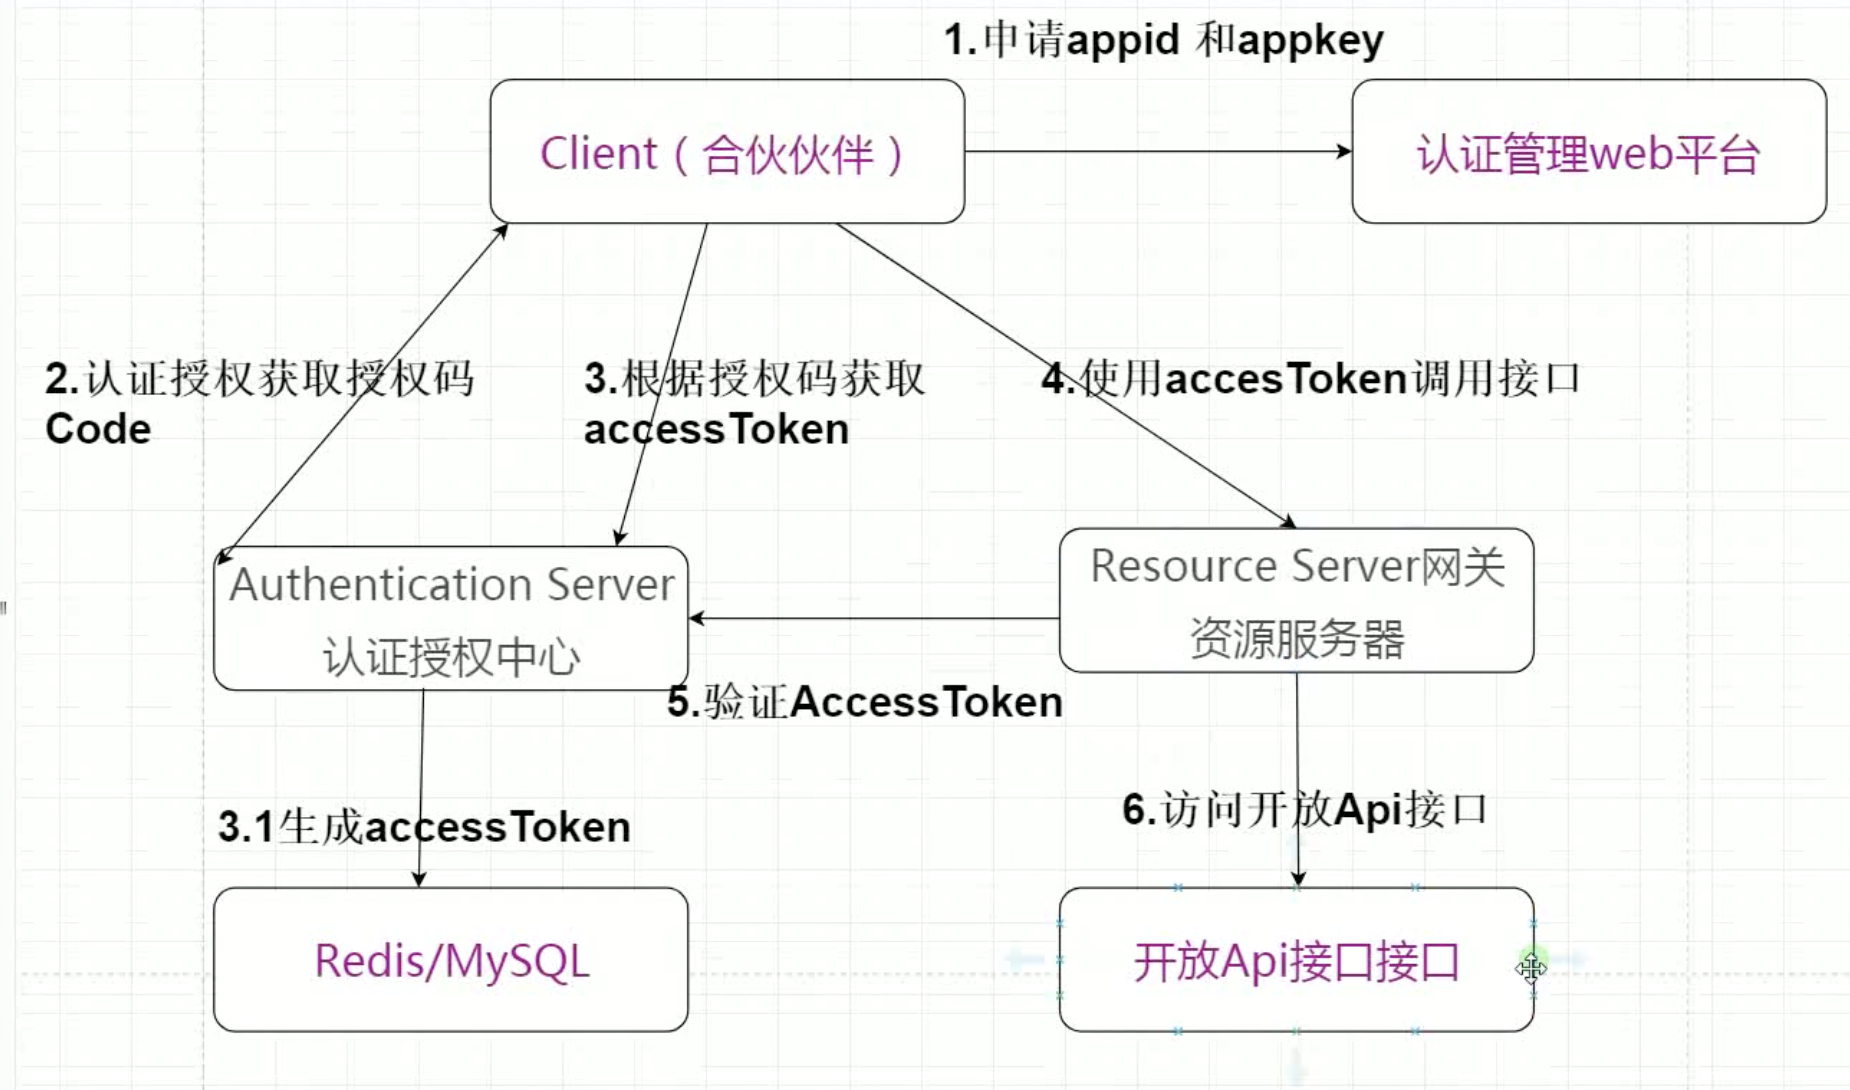 1.申请appid 和appkey
Client（合伙伙伴）
认证管理web平台
2.认证授权获取授权码
Code
3.根据授权码获取
accessToken
4.使用accesToken调用接口
Authentication Server
认证授权中心
Resource Server网关
资源服务器
5.验证AccessToken
3.1生成accessToken
6.访问开放Api接口
Redis/MySQL
开放Api接口接口